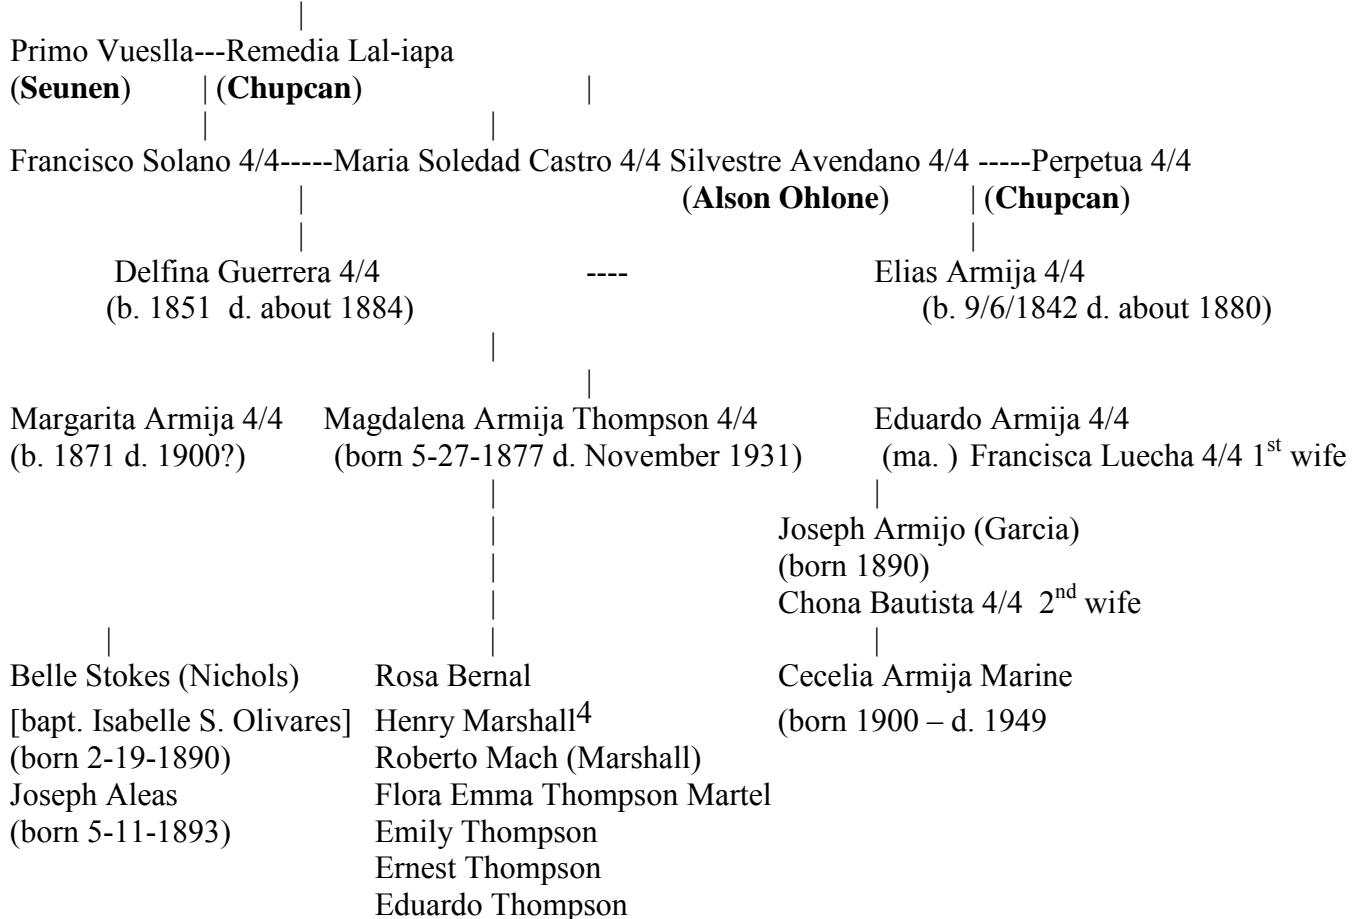 Primo Vueslla---Remedia Lal-iapa
(Seunen) | (Chupcan) |
| |
Francisco Solano 4/4-----Maria Soledad Castro 4/4 Silvestre Avendano 4/4 -----Perpetua 4/4
| (Alson Ohlone) | (Chupcan)
| |
Delfina Guerrera 4/4 ---- Elias Armija 4/4
(b. 1851 d. about 1884) (b. 9/6/1842 d. about 1880)
|
|
Margarita Armija 4/4 Magdalena Armija Thompson 4/4 Eduardo Armija 4/4
(b. 1871 d. 1900?) (born 5-27-1877 d. November 1931) (ma. ) Francisca Luecha 4/4 1st wife
| |
| Joseph Armijo (Garcia)
| (born 1890)
| Chona Bautista 4/4 2nd wife
| | |
Belle Stokes (Nichols) Rosa Bernal Cecelia Armija Marine
[bapt. Isabelle S. Olivares] Henry Marshall4 (born 1900 – d. 1949
(born 2-19-1890) Roberto Mach (Marshall)
Joseph Aleas Flora Emma Thompson Martel
(born 5-11-1893) Emily Thompson
Ernest Thompson
Eduardo Thompson